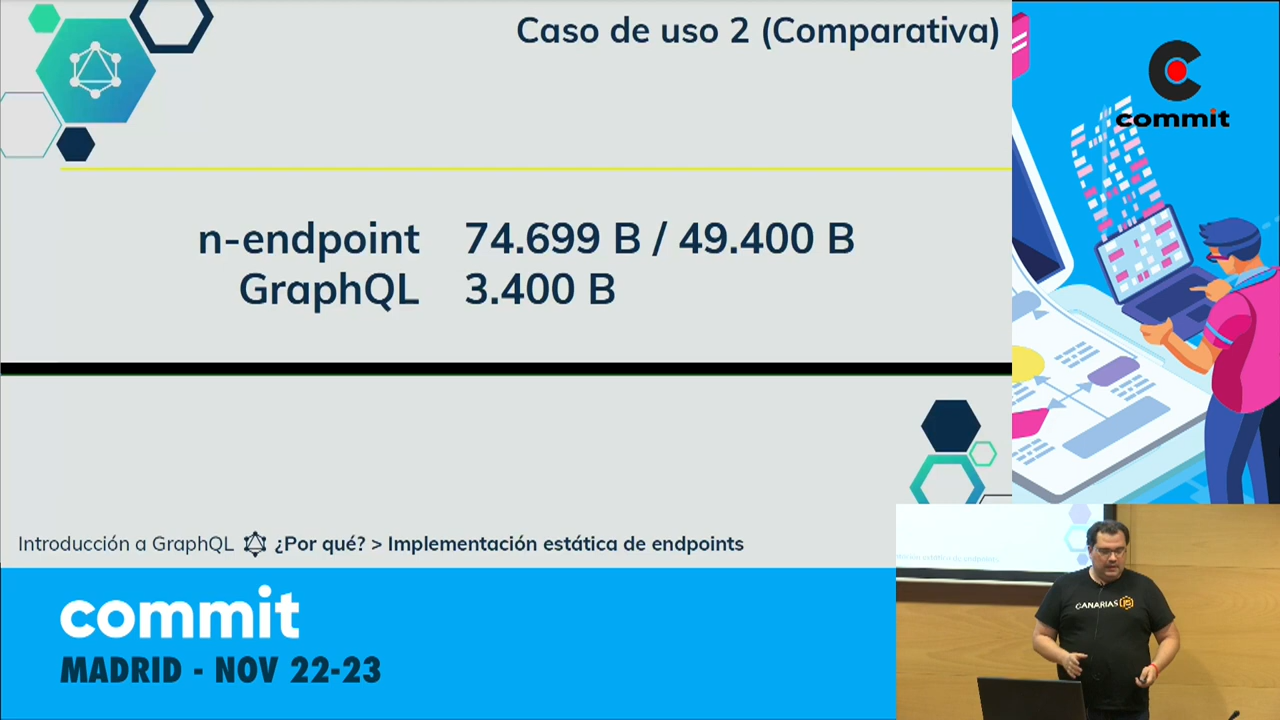 Caso de uso 2 (Comparativa)
commit
n-endpoint 74.699 B / 49.400 B
GraphQL 3.400 B
Introducción a GraphQL ¿Por qué? > Implementación estática de endpoints
commit
MADRID - NOV 22-23
CANARIAS JS